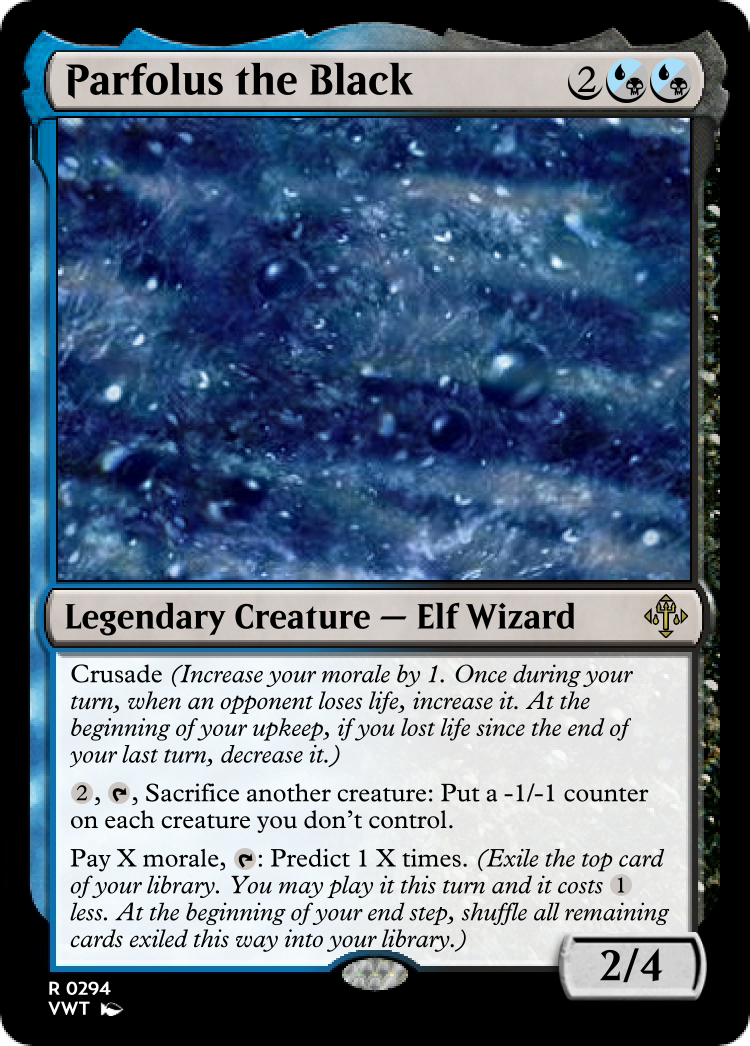 Parfolus the Black 2
Legendary Creature — Elf Wizard
Crusade (Increase your morale by 1. Once during your
turn, when an opponent loses life, increase it. At the
beginning of your upkeep, if you lost life since the end of
your last turn, decrease it.)
2, , Sacrifice another creature: Put a -1/-1 counter
on each creature you don't control.
Pay X morale, : Predict 1 X times. (Exile the top card
of your library. You may play it this turn and it costs 1
less. At the beginning of your end step, shuffle all remaining
cards exiled this way into your library.)
2/4
R 0294
VWT